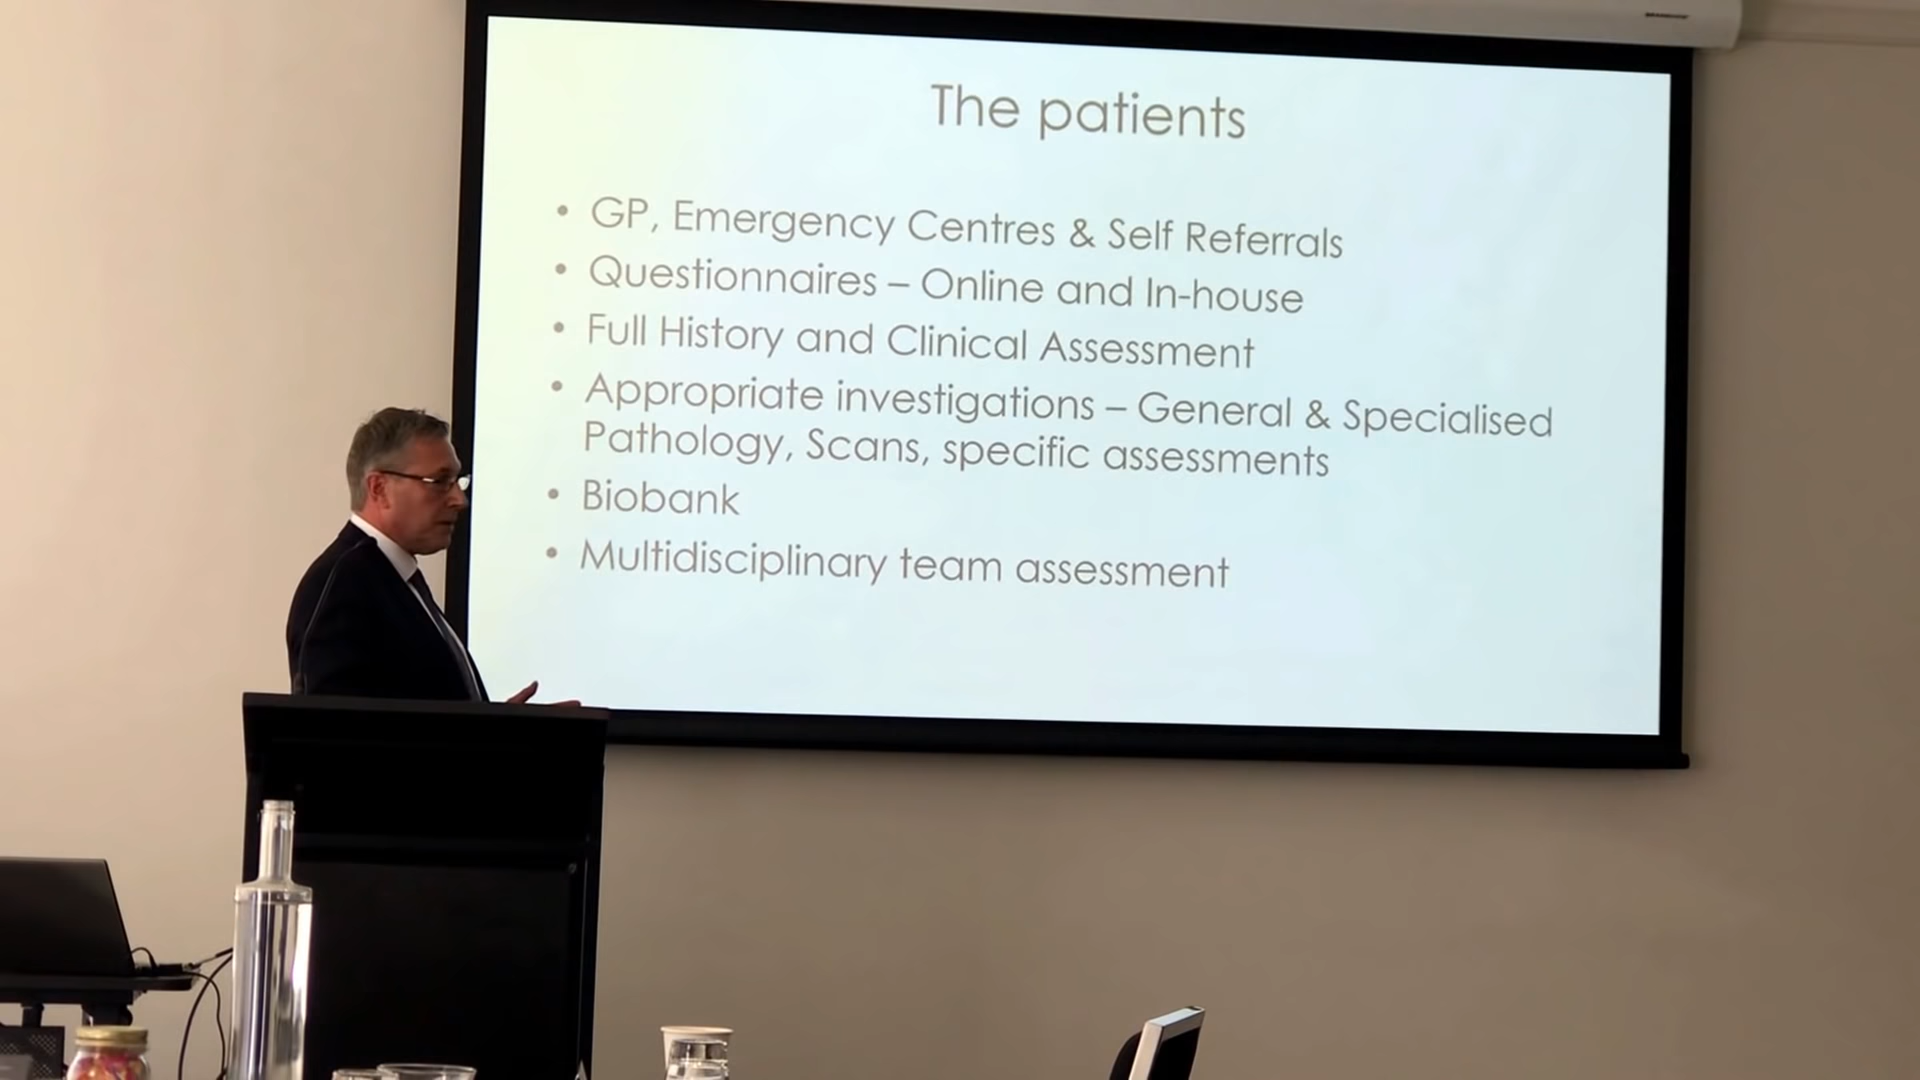 The patients
• GP, Emergency Centres & Self Referrals
• Questionnaires – Online and In-house
• Full History and Clinical Assessment
• Appropriate investigations – General & Specialised
Pathology, Scans, specific assessments
• Biobank
• Multidisciplinary team assessment